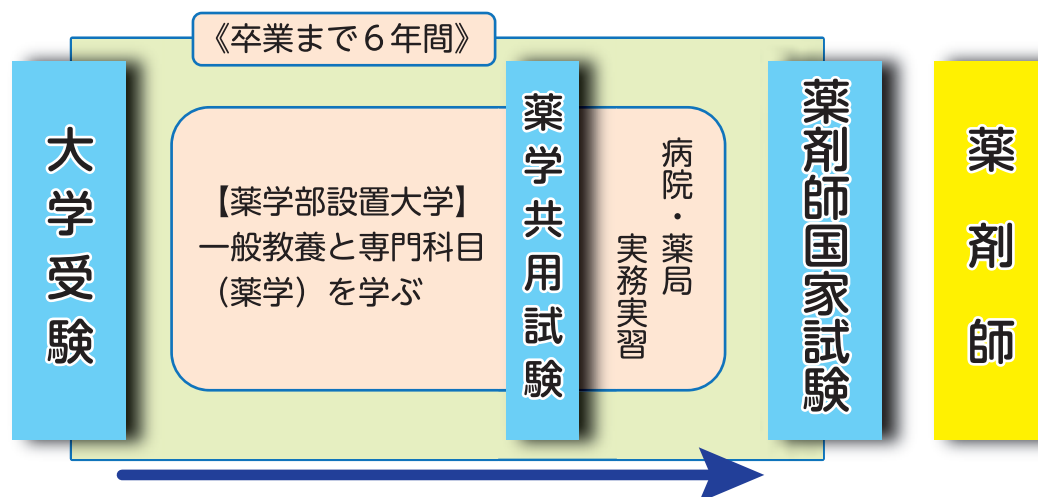 《卒業まで6年間》
大学受験
【薬学部設置大学】
一般教養と専門科目
（薬学）を学ぶ
薬学共用試験
病院・薬局
実務実習
薬剤師国家試験
薬剤師